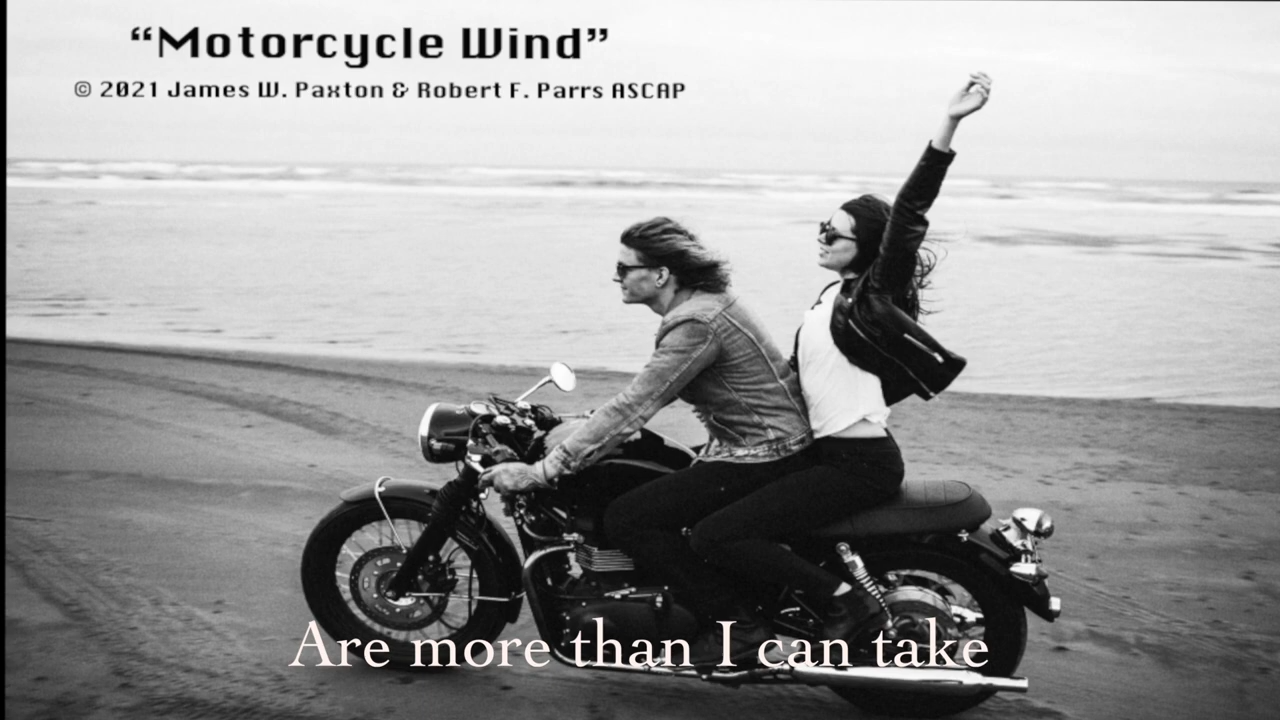 “Motorcycle Wind”
© 2021 James W. Paxton & Robert F. Parrs ASCAP
Are more than I can take